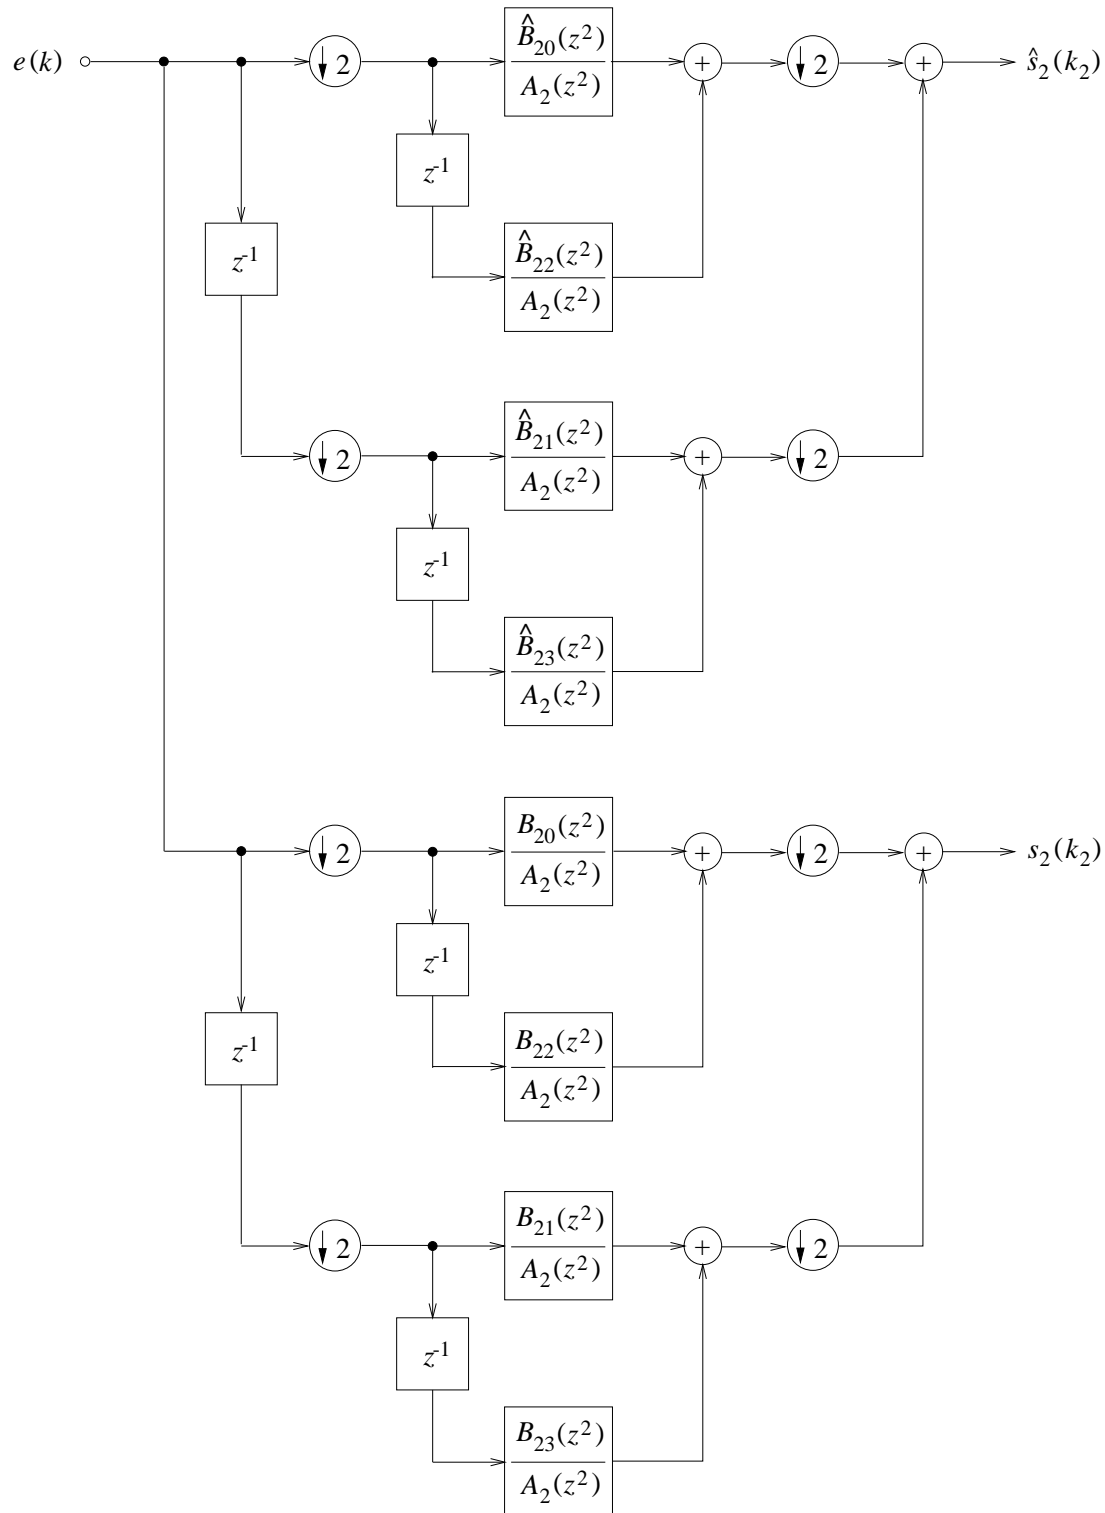 e(k)
↓2
B̂₂₀(z²)
A₂(z²)
+
↓2
+
ŝ₂(k₂)
z⁻¹
z⁻¹
B̂₂₂(z²)
A₂(z²)
↓2
B̂₂₁(z²)
A₂(z²)
+
↓2
z⁻¹
B̂₂₃(z²)
A₂(z²)
↓2
B₂₀(z²)
A₂(z²)
+
↓2
+
s₂(k₂)
z⁻¹
z⁻¹
B₂₂(z²)
A₂(z²)
↓2
B₂₁(z²)
A₂(z²)
+
↓2
z⁻¹
B₂₃(z²)
A₂(z²)